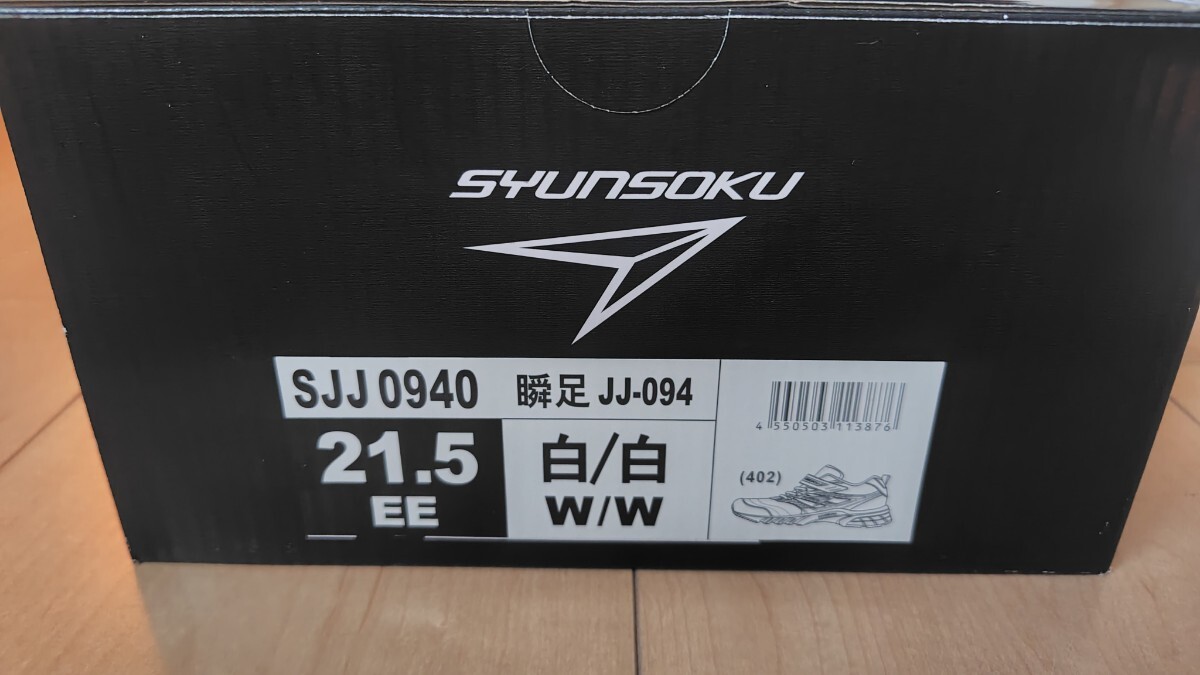 SYUNSOKU
SJJ 0940 瞬足 JJ-094
21.5
EE
白/白
W/W
4 550503 113876
(402)